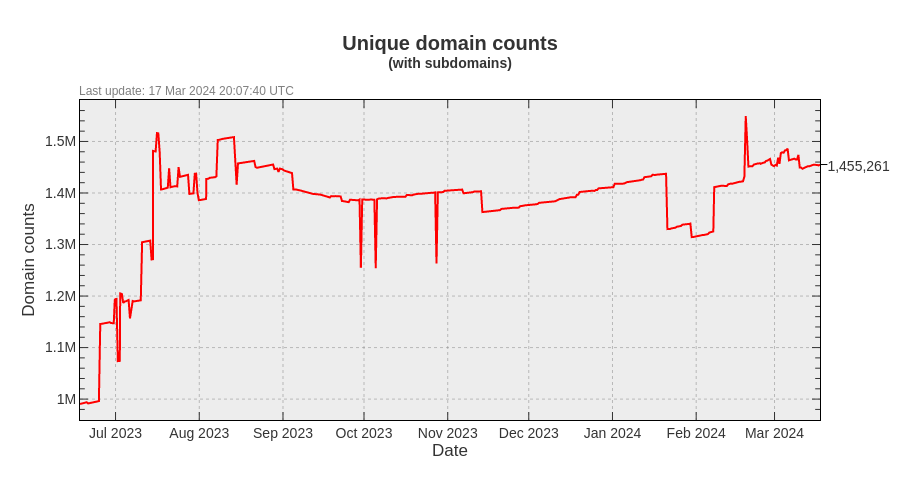 Unique domain counts
(with subdomains)
Last update: 17 Mar 2024 20:07:40 UTC
1.5M
1.4M
1.3M
1.2M
1.1M
1M
Domain counts
1,455,261
Jul 2023 Aug 2023 Sep 2023 Oct 2023 Nov 2023 Dec 2023 Jan 2024 Feb 2024 Mar 2024
Date